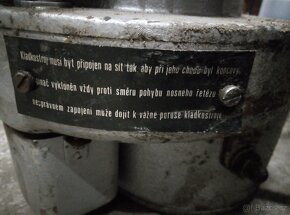 Kladkostroj musí být připojen na síť tak, aby při jeho chodu byl koncový
vykloněn vždy proti směru pohybu nosného řetězu
nesprávném zapojení může dojít k vážné poruše kladkostroje